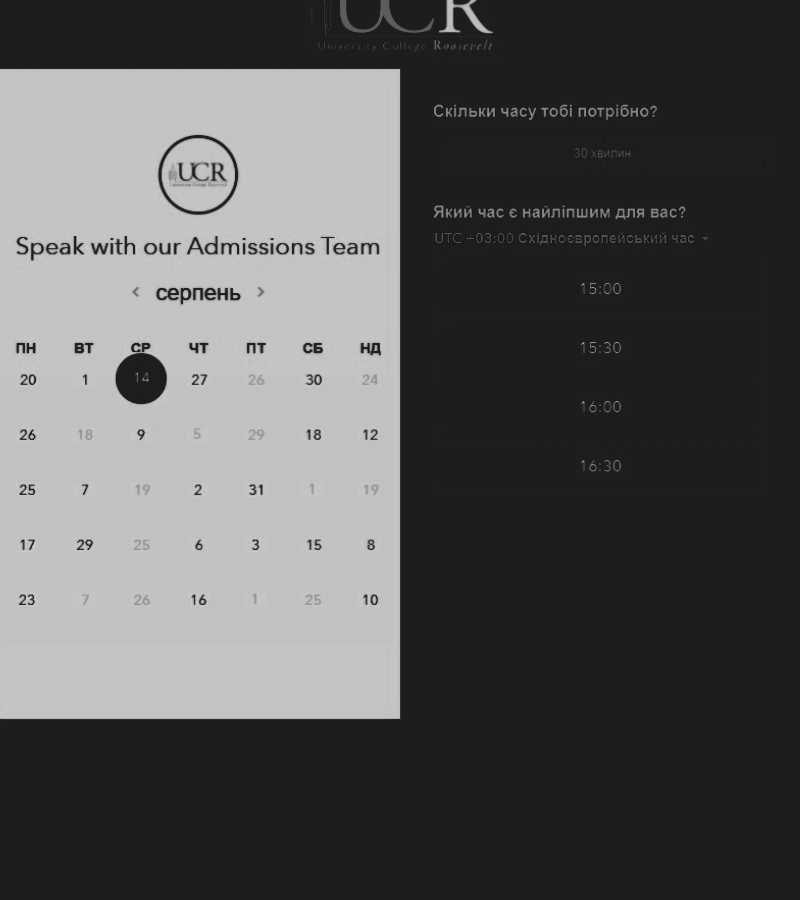 UCR
University College Roosevelt
UCR
Speak with our Admissions Team
серпень
ПН ВТ СР ЧТ ПТ СБ НД
20 1 14 27 26 30 24
26 18 9 5 29 18 12
25 7 19 2 31 1 19
17 29 25 6 3 15 8
23 7 26 16 1 25 10
Скільки часу тобі потрібно?
30 хвилин
Який час є найліпшим для вас?
UTC +03:00 Східноєвропейський час
15:00
15:30
16:00
16:30